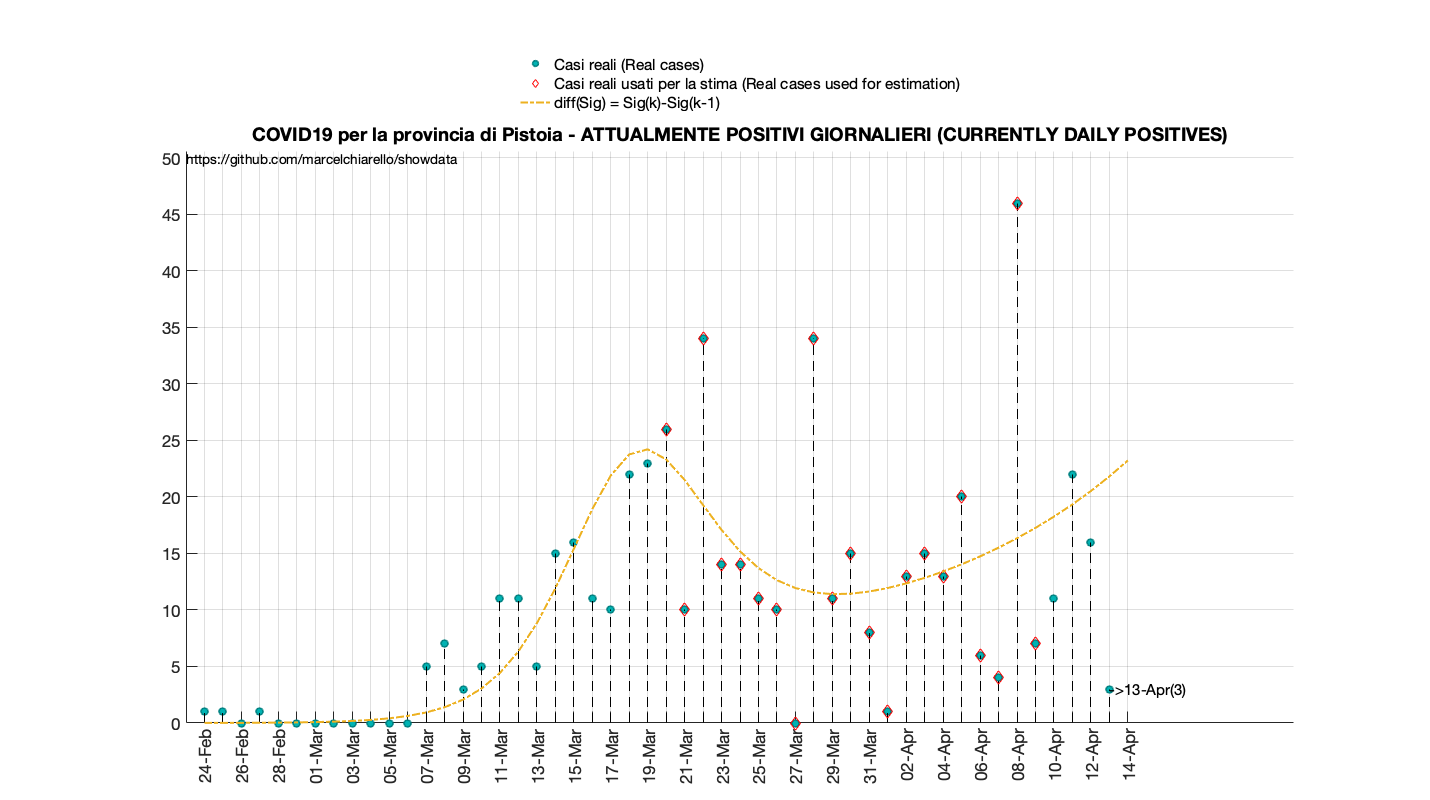 Casi reali (Real cases)
Casi reali usati per la stima (Real cases used for estimation)
diff(Sig) = Sig(k)-Sig(k-1)
COVID19 per la provincia di Pistoia - ATTUALMENTE POSITIVI GIORNALIERI (CURRENTLY DAILY POSITIVES)
https://github.com/marcelchiarello/showdata
50
45
40
35
30
25
20
15
10
5
0
->13-Apr(3)
24-Feb
26-Feb
28-Feb
01-Mar
03-Mar
05-Mar
07-Mar
09-Mar
11-Mar
13-Mar
15-Mar
17-Mar
19-Mar
21-Mar
23-Mar
25-Mar
27-Mar
29-Mar
31-Mar
02-Apr
04-Apr
06-Apr
08-Apr
10-Apr
12-Apr
14-Apr